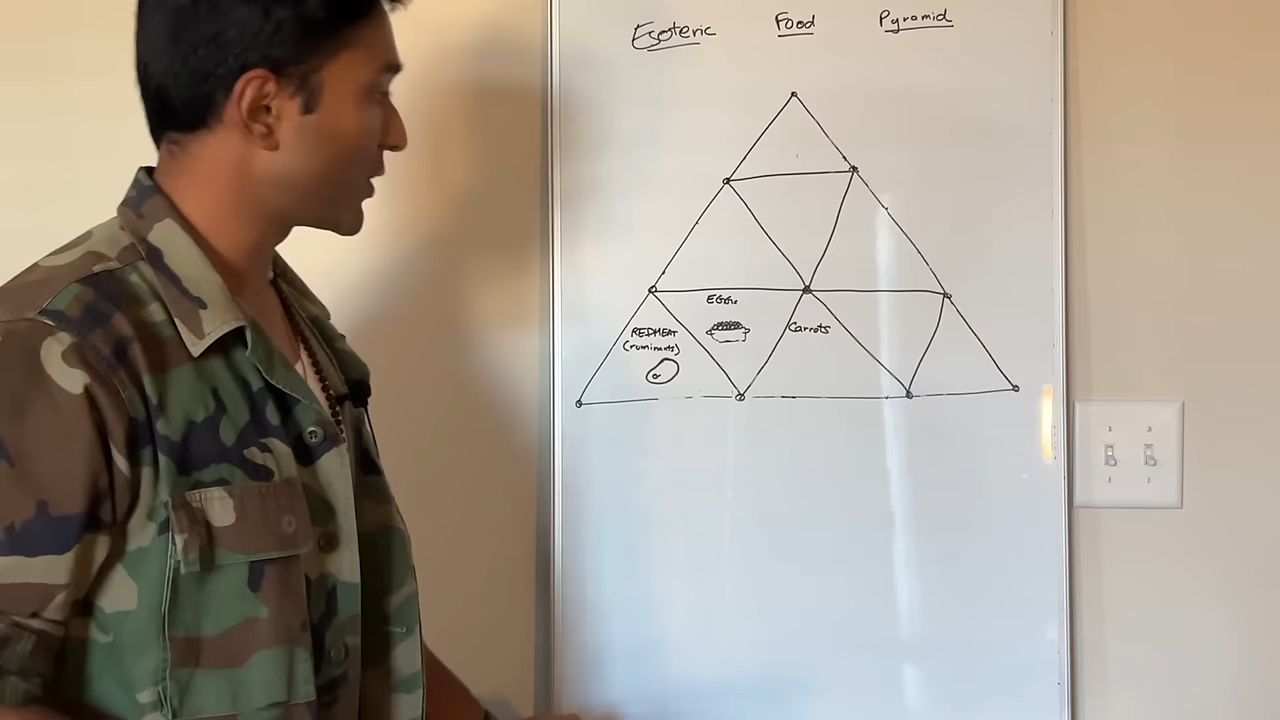 Esoteric Food Pyramid
EGGs
REDMEAT
(ruminants)
Carrots